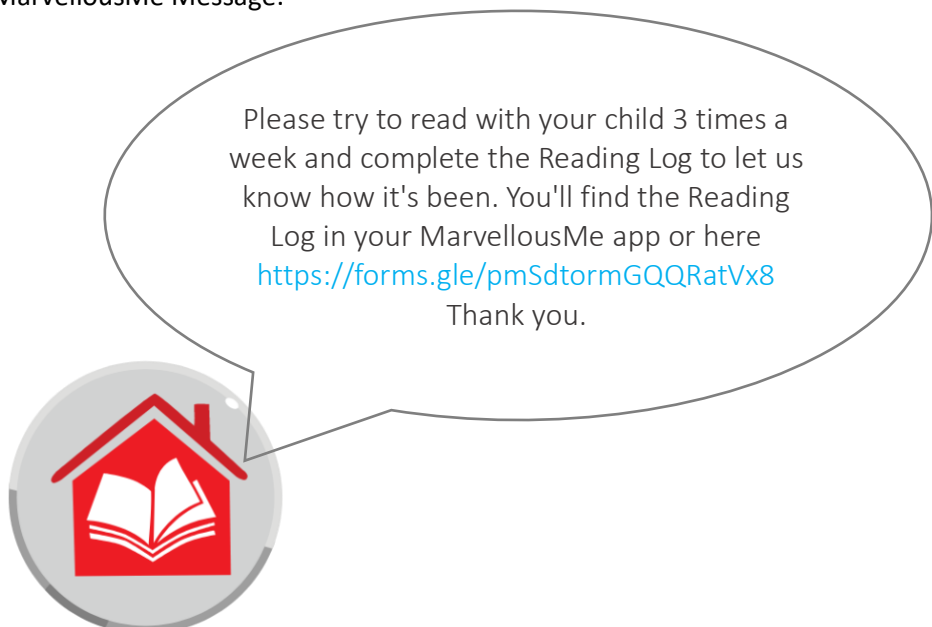 MarvellousMe Message:
Please try to read with your child 3 times a
week and complete the Reading Log to let us
know how it's been. You'll find the Reading
Log in your MarvellousMe app or here
https://forms.gle/pmSdtormGQQRatVx8
Thank you.